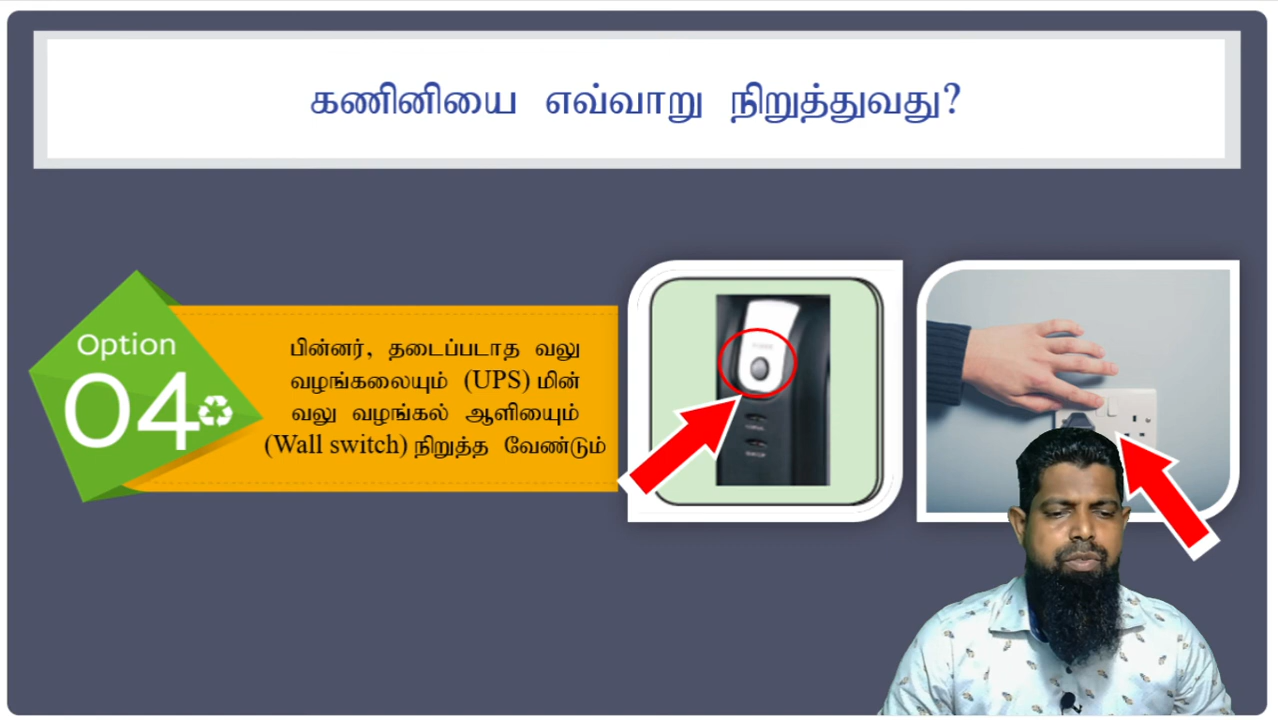 கணினியை எவ்வாறு நிறுத்துவது?
Option
04
பின்னர், தடைப்படாத வலு
வழங்கலையும் (UPS) மின்
வலு வழங்கல் ஆளியையும்
(Wall switch) நிறுத்த வேண்டும்